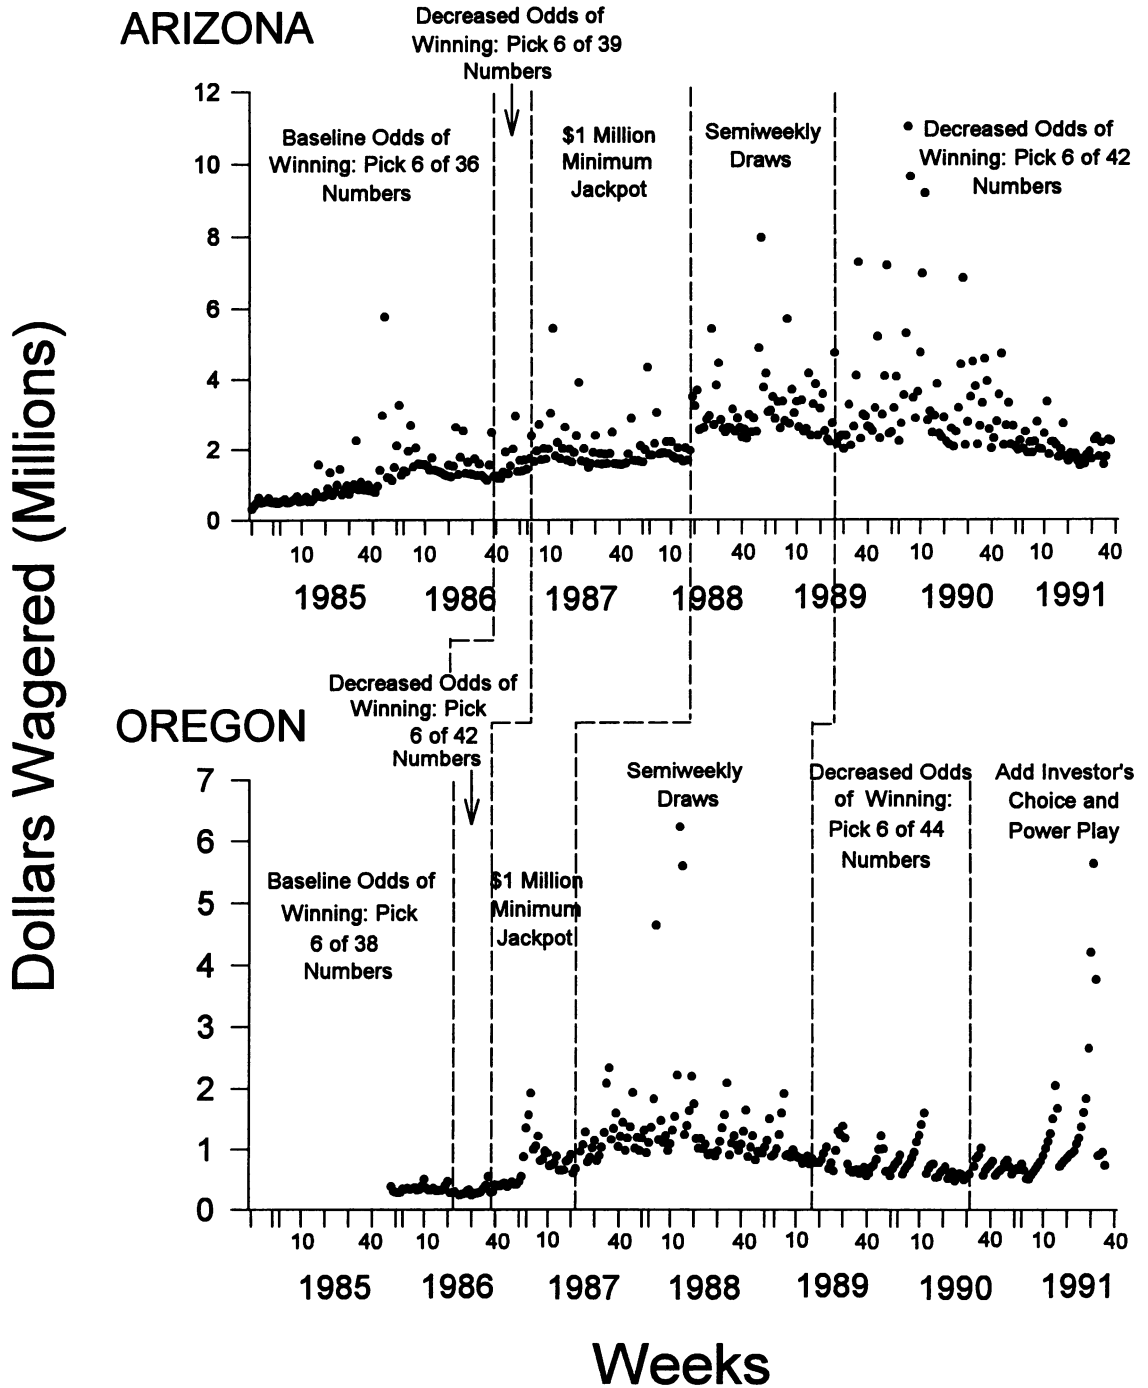 ARIZONA
Decreased Odds of
Winning: Pick 6 of 39
Numbers
Baseline Odds of
Winning: Pick 6 of 36
Numbers
$1 Million
Minimum
Jackpot
Semiweekly
Draws
Decreased Odds of
Winning: Pick 6 of 42
Numbers
12
10
8
6
4
2
0
10 40 10 40 10 40 10 40 10 40 10 40 10 40
1985 1986 1987 1988 1989 1990 1991
Dollars Wagered (Millions)
OREGON
Decreased Odds of
Winning: Pick
6 of 42
Numbers
Baseline Odds of
Winning: Pick
6 of 38
Numbers
$1 Million
Minimum
Jackpot
Semiweekly
Draws
Decreased Odds
of Winning:
Pick 6 of 44
Numbers
Add Investor's
Choice and
Power Play
7
6
5
4
3
2
1
0
10 40 10 40 10 40 10 40 10 40 10 40 10 40
1985 1986 1987 1988 1989 1990 1991
Weeks